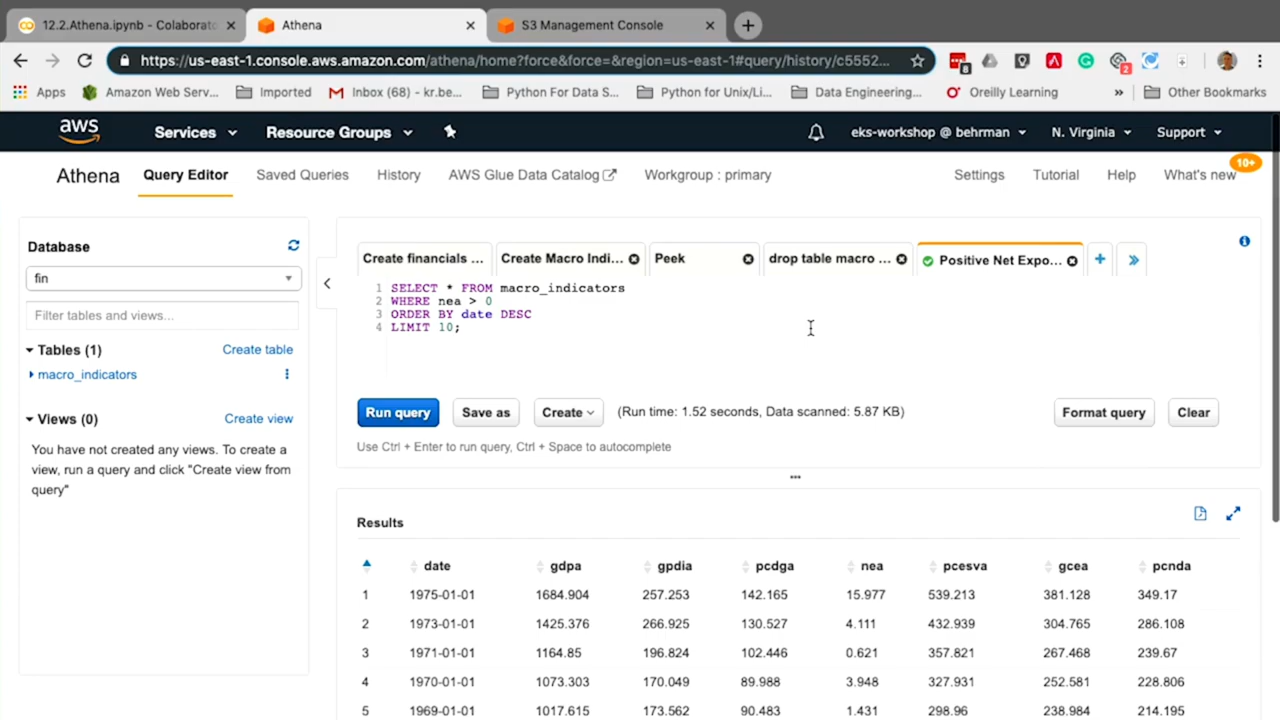 12.2.Athena.ipynb - Colaborato
Athena
S3 Management Console
https://us-east-1.console.aws.amazon.com/athena/home?force&force=&region=us-east-1#query/history/c5552...
8
2
Apps
Amazon Web Serv...
Imported
Inbox (68) - kr.be...
Python For Data S...
Python for Unix/Li...
Data Engineering...
Oreilly Learning
»
Other Bookmarks
aws
Services
Resource Groups
eks-workshop @ behrman
N. Virginia
Support
Athena
Query Editor
Saved Queries
History
AWS Glue Data Catalog
Workgroup : primary
Settings
Tutorial
Help
What's new
10+
Database
fin
Filter tables and views...
Tables (1)
Create table
macro_indicators
Views (0)
Create view
You have not created any views. To create a
view, run a query and click "Create view from
query"
Create financials ...
Create Macro Indi...
Peek
drop table macro ...
Positive Net Expo...
1 SELECT * FROM macro_indicators
2 WHERE nea > 0
3 ORDER BY date DESC
4 LIMIT 10;
Run query
Save as
Create
(Run time: 1.52 seconds, Data scanned: 5.87 KB)
Format query
Clear
Use Ctrl + Enter to run query, Ctrl + Space to autocomplete
Results
date gdpa gpdia pcdga nea pcesva gcea pcnda
1 1975-01-01 1684.904 257.253 142.165 15.977 539.213 381.128 349.17
2 1973-01-01 1425.376 266.925 130.527 4.111 432.939 304.765 286.108
3 1971-01-01 1164.85 196.824 102.446 0.621 357.821 267.468 239.67
4 1970-01-01 1073.303 170.049 89.988 3.948 327.931 252.581 228.806
5 1969-01-01 1017.615 173.562 90.483 1.431 298.96 238.984 214.195